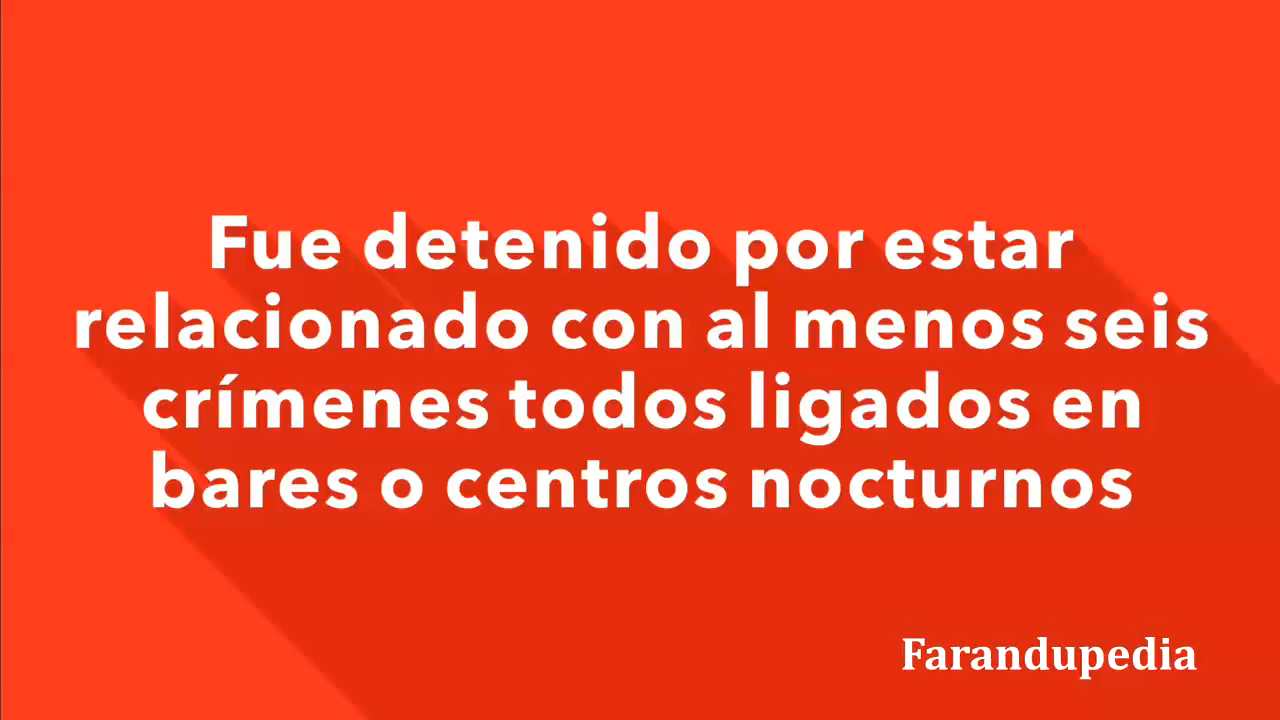 Fue detenido por estar
relacionado con al menos seis
crímenes todos ligados en
bares o centros nocturnos
Farandupedia